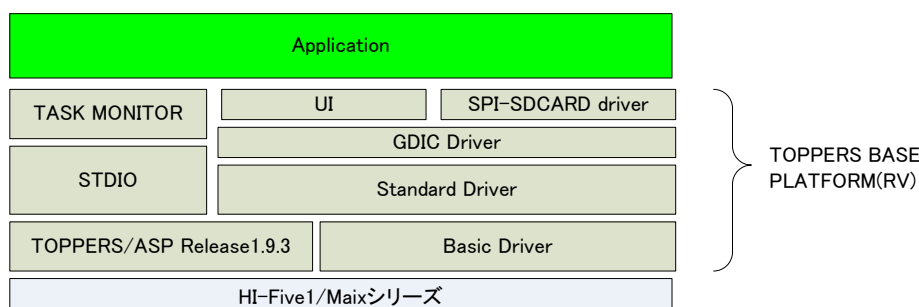 Application
TASK MONITOR
UI
SPI-SDCARD driver
GDIC Driver
STDIO
Standard Driver
TOPPERS BASE
PLATFORM(RV)
TOPPERS/ASP Release1.9.3
Basic Driver
HI-Five1/Maixシリーズ